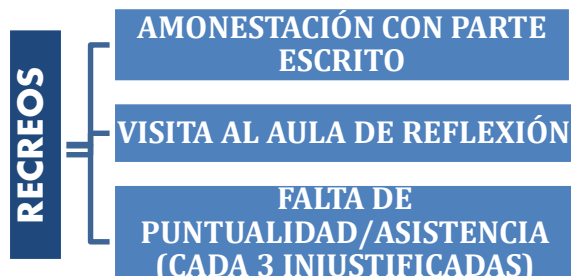 RECREOS
=
AMONESTACIÓN CON PARTE
ESCRITO
VISITA AL AULA DE REFLEXIÓN
FALTA DE
PUNTUALIDAD/ASISTENCIA
(CADA 3 INJUSTIFICADAS)